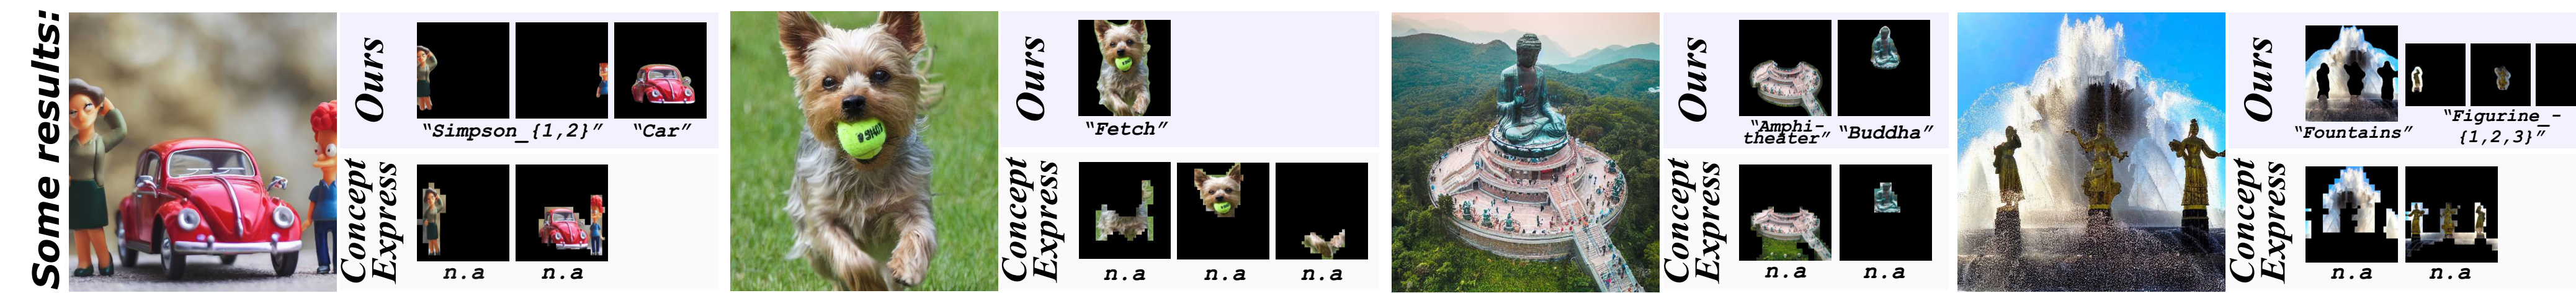 Some results:
Ours
“Simpson_{1,2}” “Car”
Concept
Express
n.a n.a
Ours
“Fetch”
Concept
Express
n.a n.a n.a
Ours
“Amphi-
theater” “Buddha”
Concept
Express
n.a n.a
Ours
“Fountains” “Figurine_-
{1,2,3}”
Concept
Express
n.a n.a